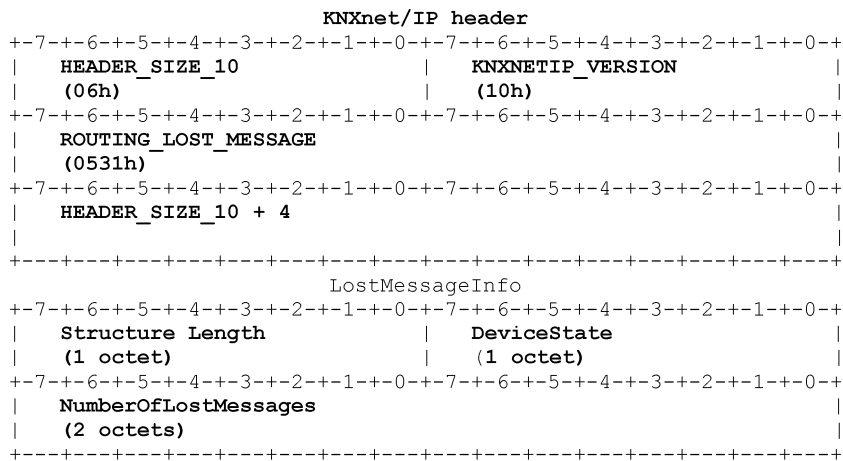 KNXnet/IP header
+-7-+-6-+-5-+-4-+-3-+-2-+-1-+-0-+-7-+-6-+-5-+-4-+-3-+-2-+-1-+-0-+
| HEADER_SIZE_10 | KNXNETIP_VERSION |
| (06h) | (10h) |
+-7-+-6-+-5-+-4-+-3-+-2-+-1-+-0-+-7-+-6-+-5-+-4-+-3-+-2-+-1-+-0-+
| ROUTING_LOST_MESSAGE |
| (0531h) |
+-7-+-6-+-5-+-4-+-3-+-2-+-1-+-0-+-7-+-6-+-5-+-4-+-3-+-2-+-1-+-0-+
| HEADER_SIZE_10 + 4 |
| |
+---+---+---+---+---+---+---+---+---+---+---+---+---+---+---+---+
LostMessageInfo
+-7-+-6-+-5-+-4-+-3-+-2-+-1-+-0-+-7-+-6-+-5-+-4-+-3-+-2-+-1-+-0-+
| Structure Length | DeviceState |
| (1 octet) | (1 octet) |
+-7-+-6-+-5-+-4-+-3-+-2-+-1-+-0-+-7-+-6-+-5-+-4-+-3-+-2-+-1-+-0-+
| NumberOfLostMessages |
| (2 octets) |
+---+---+---+---+---+---+---+---+---+---+---+---+---+---+---+---+